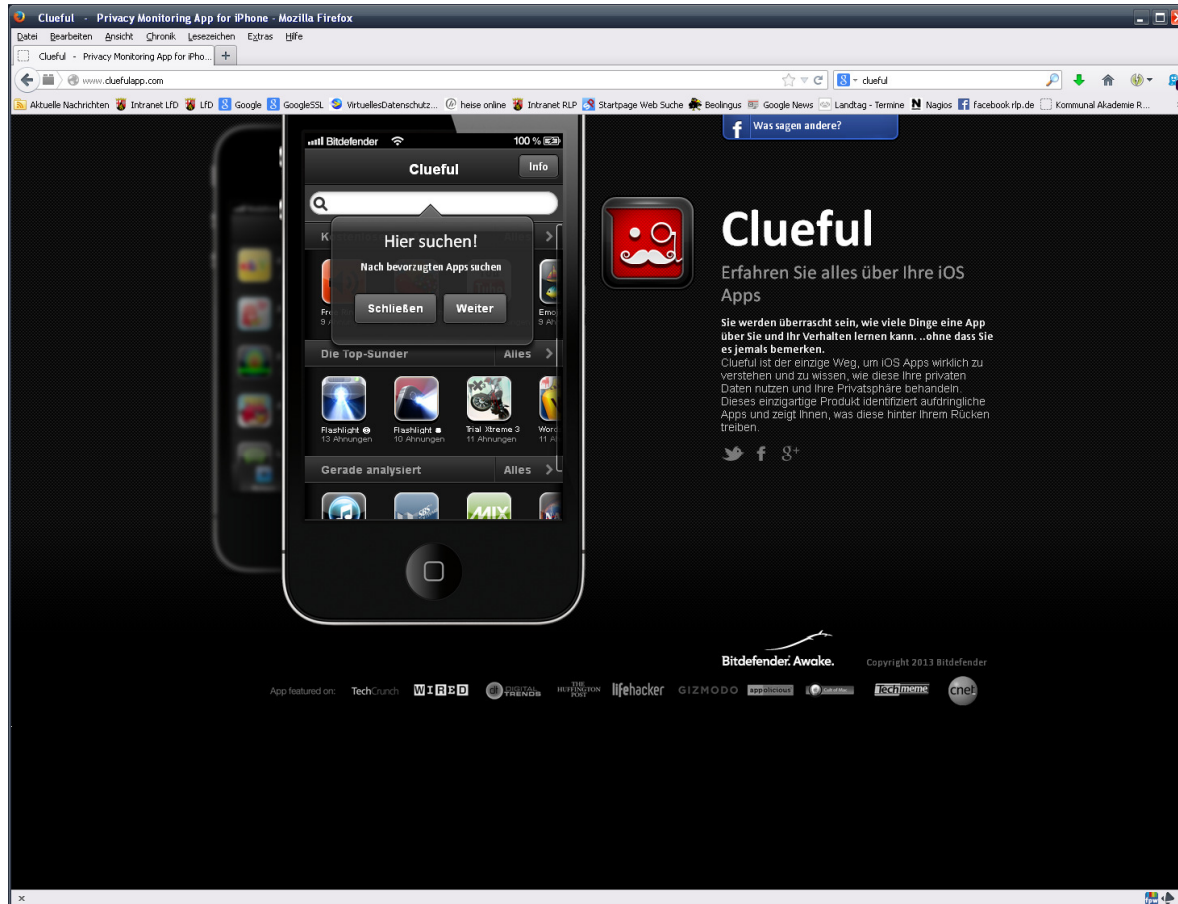 Clueful - Privacy Monitoring App for iPhone - Mozilla Firefox
Datei Bearbeiten Ansicht Chronik Lesezeichen Extras Hilfe
Clueful - Privacy Monitoring App for iPho... +
www.cluefulapp.com
clueful
Aktuelle Nachrichten Intranet LfD LfD Google GoogleSSL VirtuellesDatenschutz... heise online Intranet RLP Startpage Web Suche Beolingus Google News Landtag - Termine Nagios facebook rlp.de Kommunal Akademie R...
Was sagen andere?
Bitdefender 100 %
Clueful
Info
Hier suchen!
Nach bevorzugten Apps suchen
Schließen Weiter
Die Top-Sünder Alles
Flashlight Flashlight Trial Xtreme 3
13 Ahnungen 10 Ahnungen 11 Ahnungen
Gerade analysiert Alles
MIX
Clueful
Erfahren Sie alles über Ihre iOS
Apps
Sie werden überrascht sein, wie viele Dinge eine App
über Sie und Ihr Verhalten lernen kann. ..ohne dass Sie
es jemals bemerken.
Clueful ist der einzige Weg, um iOS Apps wirklich zu
verstehen und zu wissen, wie diese Ihre privaten
Daten nutzen und Ihre Privatsphäre behandeln.
Dieses einzigartige Produkt identifiziert aufdringliche
Apps und zeigt Ihnen, was diese hinter Ihrem Rücken
treiben.
Bitdefender. Awake. Copyright 2013 Bitdefender
App featured on: TechCrunch WIRED dt DIGITAL TRENDS THE HUFFINGTON POST lifehacker GIZMODO appolicious Techmeme cnet